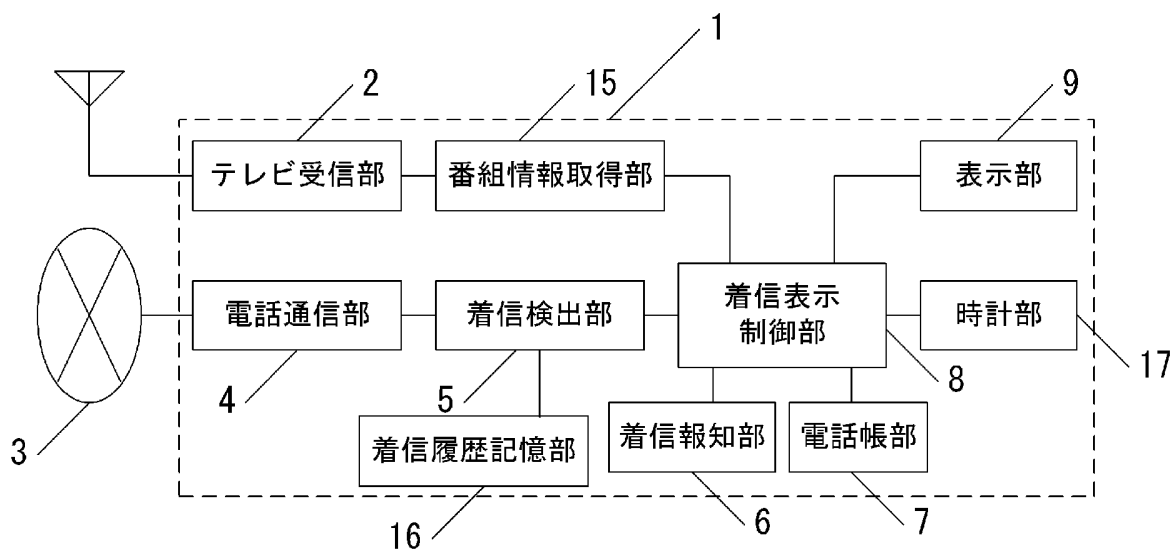 1
2
15
9
テレビ受信部
番組情報取得部
表示部
電話通信部
着信検出部
着信表示
制御部
時計部
3
4
5
8
17
着信履歴記憶部
着信報知部
電話帳部
16
6
7